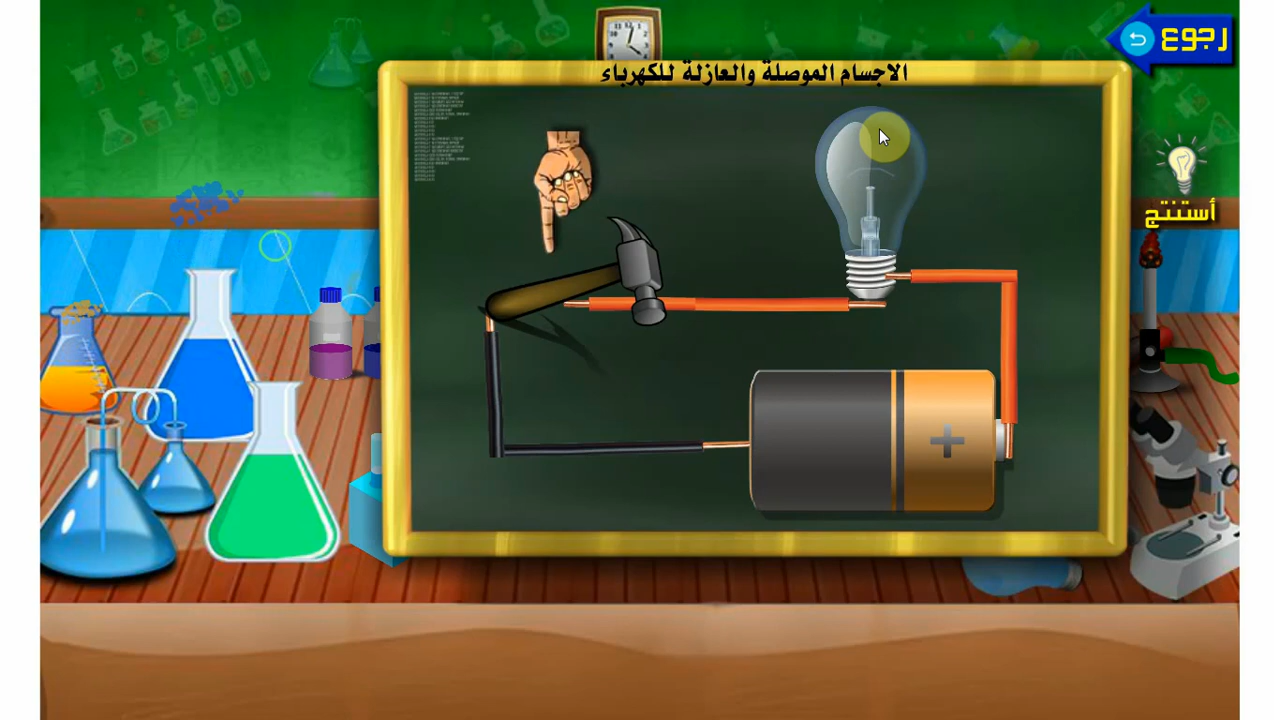 رجوع
الاجسام الموصلة والعازلة للكهرباء
أستنتج
+